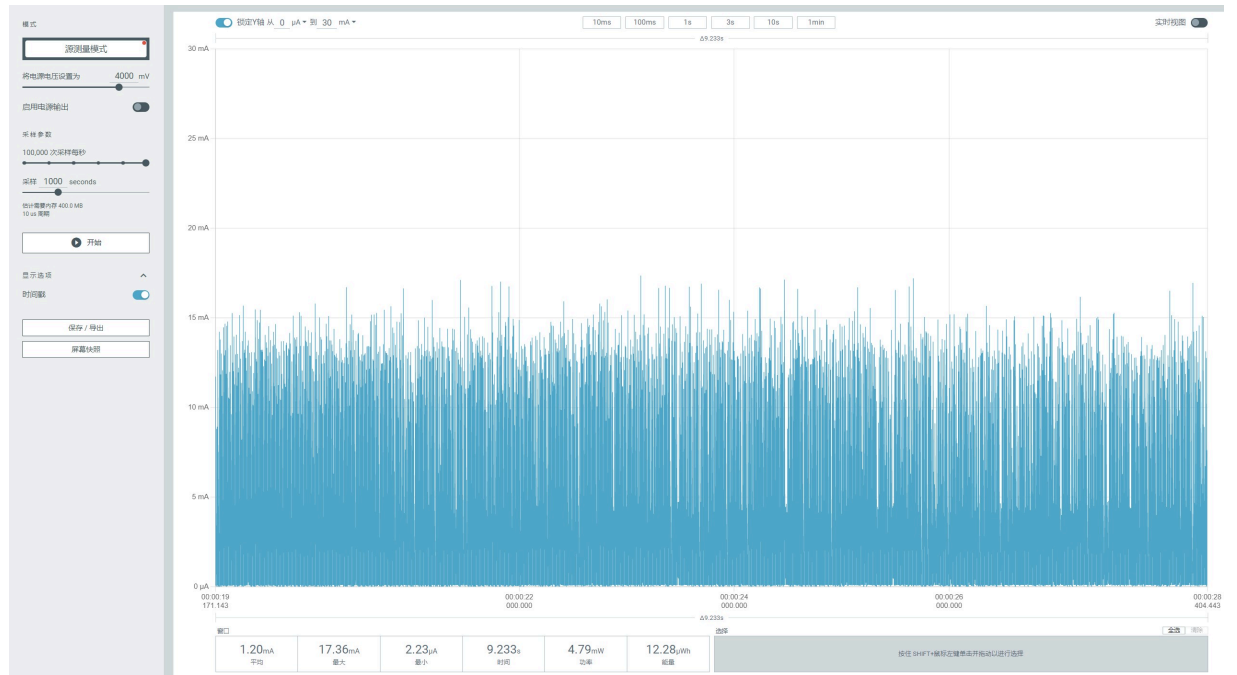 模式
源测量模式
将电源电压设置为 4000 mV
启用电源输出
采样参数
100,000 次采样每秒
采样 1000 seconds
估计需要内存 400.0 MB
10 us 周期
开始
显示选项
时间戳
保存 / 导出
屏幕快照
锁定Y轴 从 0 μA 到 30 mA
10ms 100ms 1s 3s 10s 1min
实时视图
Δ9.233s
30 mA
25 mA
20 mA
15 mA
10 mA
5 mA
0 μA
00:00:19 00:00:22 00:00:24 00:00:26 00:00:28
171.143 000.000 000.000 000.000 404.443
Δ9.233s
窗口 选择 全选 清除
1.20mA 17.36mA 2.23μA 9.233s 4.79mW 12.28μWh
平均 最大 最小 时间 功率 能量
按住 SHIFT+鼠标左键单击并拖动以进行选择